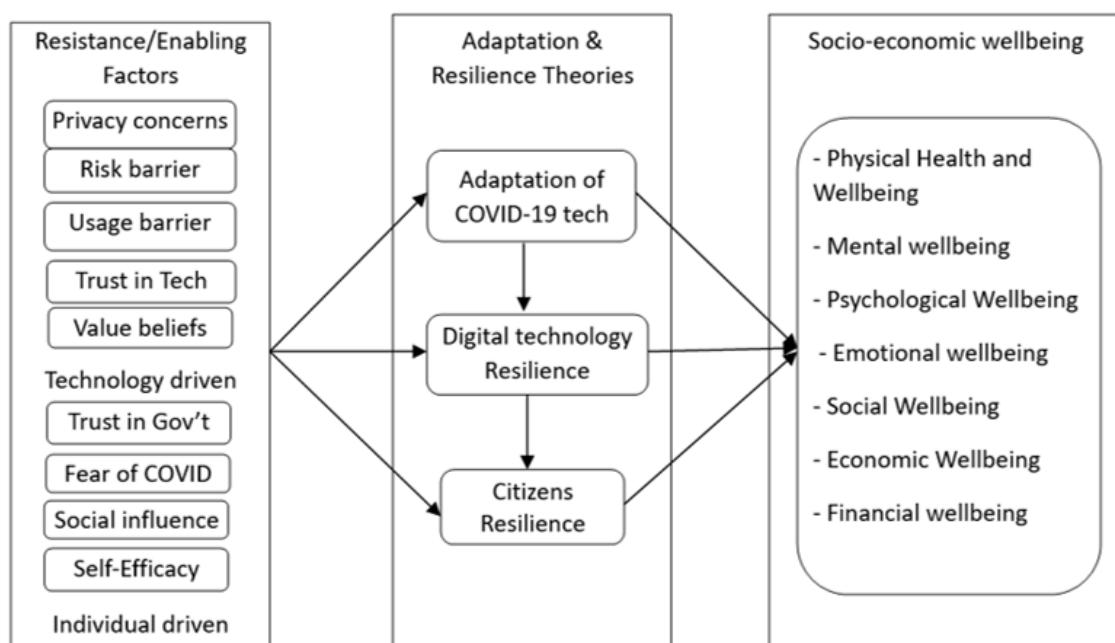 Resistance/Enabling
Factors
Privacy concerns
Risk barrier
Usage barrier
Trust in Tech
Value beliefs
Technology driven
Trust in Gov’t
Fear of COVID
Social influence
Self-Efficacy
Individual driven
Adaptation &
Resilience Theories
Adaptation of
COVID-19 tech
Digital technology
Resilience
Citizens
Resilience
Socio-economic wellbeing
- Physical Health and
Wellbeing
- Mental wellbeing
- Psychological Wellbeing
- Emotional wellbeing
- Social Wellbeing
- Economic Wellbeing
- Financial wellbeing